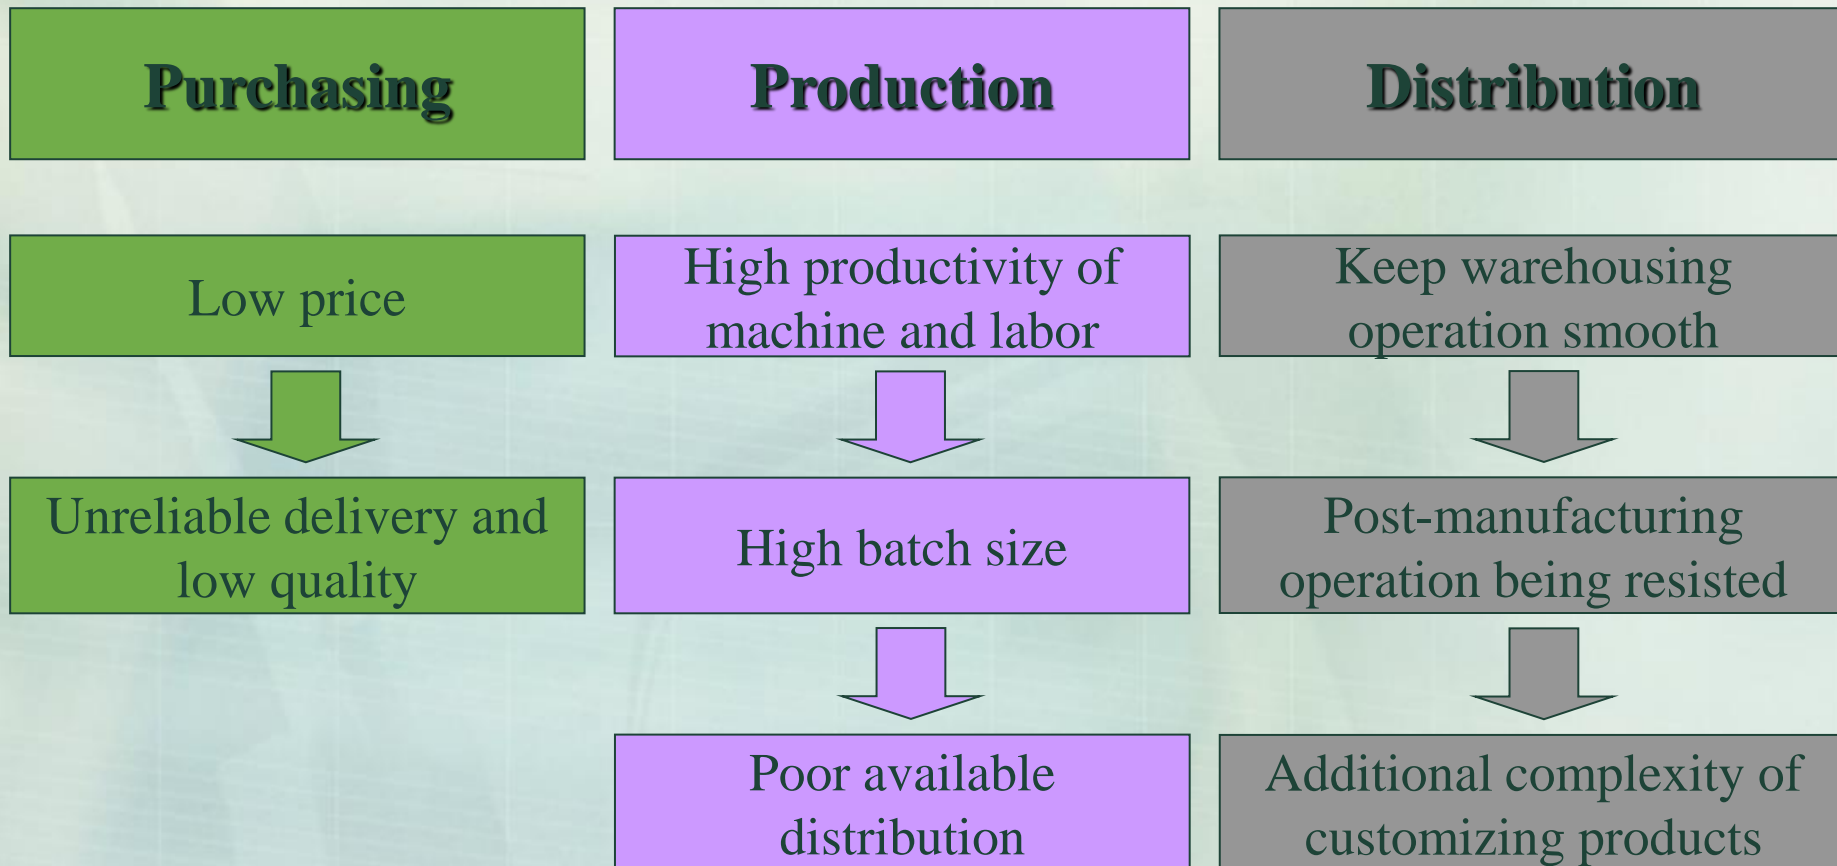 Purchasing
Production
Distribution
Low price
High productivity of
machine and labor
Keep warehousing
operation smooth
Unreliable delivery and
low quality
High batch size
Post-manufacturing
operation being resisted
Poor available
distribution
Additional complexity of
customizing products